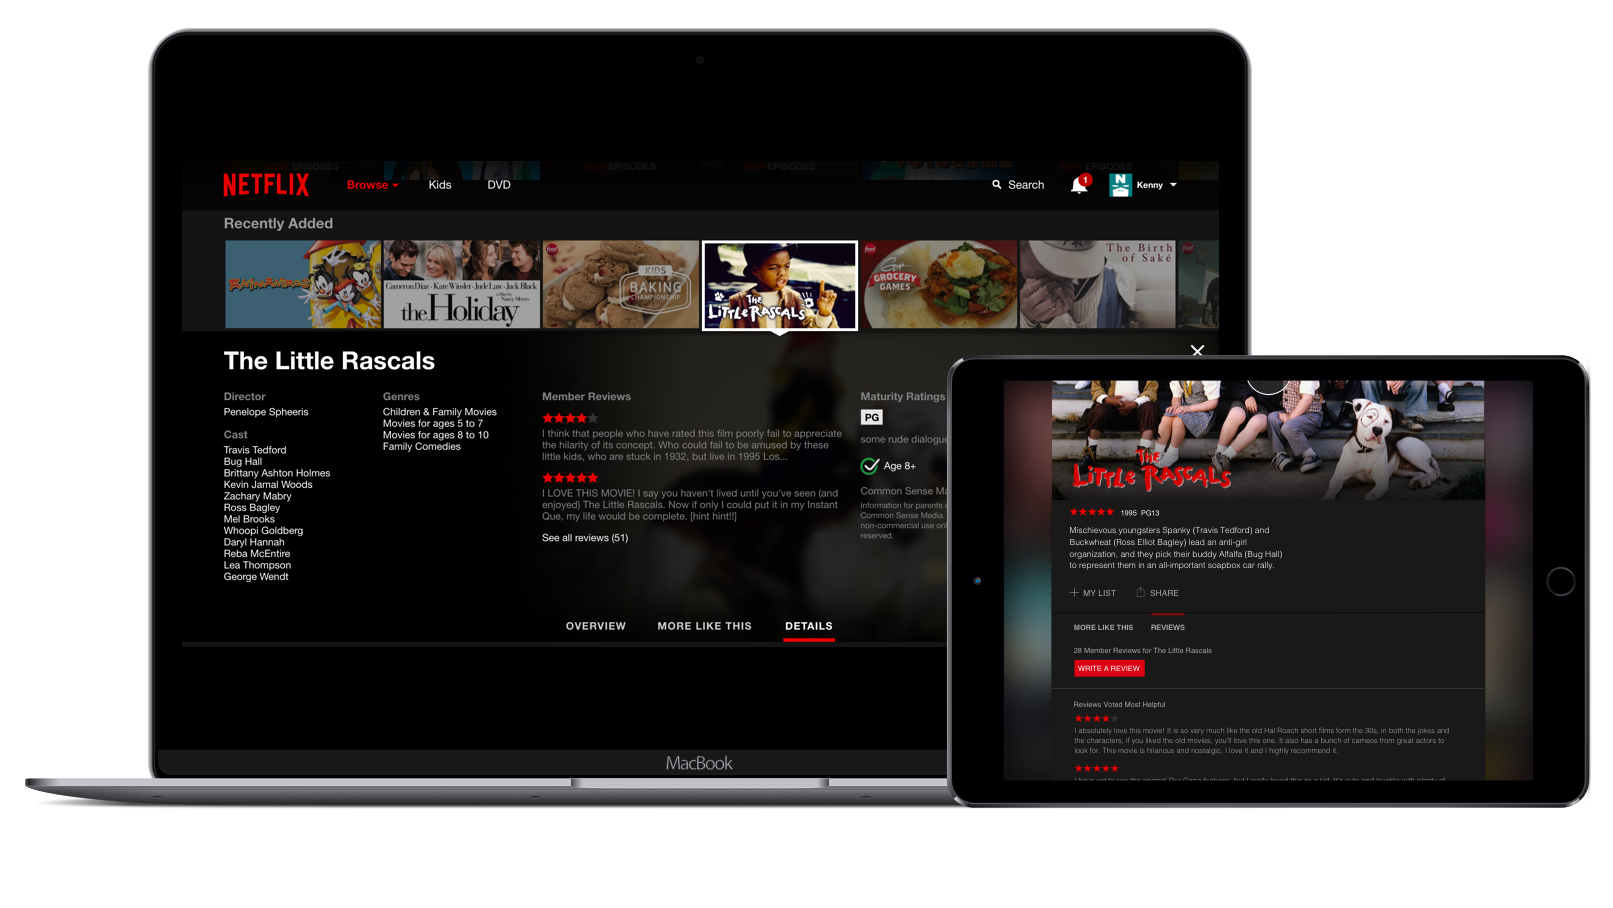 EPISODES
NEW EPISODES
NEW EPISODES
NEW EPISODES
NETFLIX
Browse
Kids
DVD
Search
1
N
Kenny
Recently Added
ANIMANIACS
Cameron Diaz · Kate Winslet · Jude Law · Jack Black
the Holiday
food
KIDS
BAKING
CHAMPIONSHIP
THE
LITTLE RASCALS
food
GROCERY
GAMES
The Birth
of Saké
food
The Little Rascals
Director
Penelope Spheeris
Cast
Travis Tedford
Bug Hall
Brittany Ashton Holmes
Kevin Jamal Woods
Zachary Mabry
Ross Bagley
Mel Brooks
Whoopi Goldberg
Daryl Hannah
Reba McEntire
Lea Thompson
George Wendt
Genres
Children & Family Movies
Movies for ages 5 to 7
Movies for ages 8 to 10
Family Comedies
Member Reviews
I think that people who have rated this film poorly fail to appreciate
the hilarity of its concept. Who could fail to be amused by these
little kids, who are stuck in 1932, but live in 1995 Los...
I LOVE THIS MOVIE! I say you haven't lived until you've seen (and
enjoyed) The Little Rascals. Now if only I could put it in my Instant
Que, my life would be complete. [hint hint!!]
See all reviews (51)
Maturity Ratings
PG
some rude dialogue
Age 8+
Common Sense Me
Information for parents
Common Sense Media.
non-commercial use onl
reserved.
OVERVIEW
MORE LIKE THIS
DETAILS
MacBook
THE
LITTLE RASCALS
1995 PG13
Mischievous youngsters Spanky (Travis Tedford) and
Buckwheat (Ross Elliot Bagley) lead an anti-girl
organization, and they pick their buddy Alfalfa (Bug Hall)
to represent them in an all-important soapbox car rally.
MY LIST
SHARE
MORE LIKE THIS
REVIEWS
28 Member Reviews for The Little Rascals
WRITE A REVIEW
Reviews Voted Most Helpful
I absolutely love this movie! It is so very much like the old Hal Roach short films form the 30s, in both the jokes and
the characters, if you liked the old movies, you'll love this one. It also has a bunch of cameos from great actors to
look for. This movie is hilarious and nostalgic, I love it and I highly recommend it.